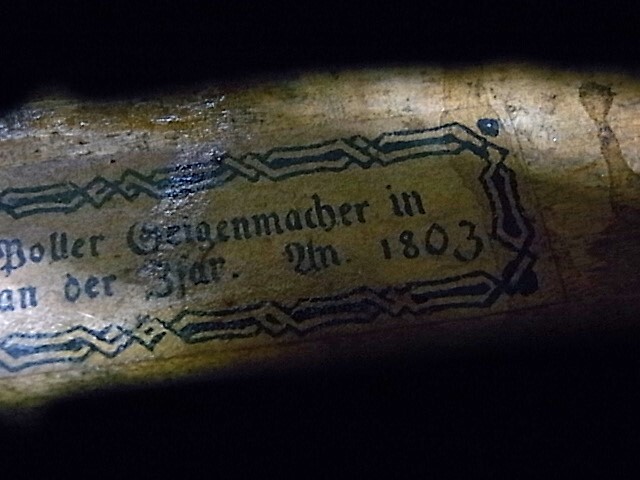 Poller Geigenmacher in
an der Isar. An. 1803